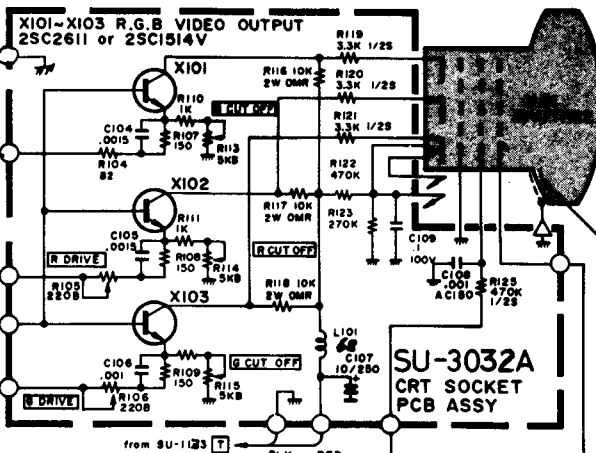 X101~X103 R.G.B VIDEO OUTPUT
2SC2611 or 2SC1514V
R119
3.3K 1/2S
X101
R116 10K
2W OMR
R120
3.3K 1/2S
R110
1K
B CUT OFF
R121
3.3K 1/2S
C104
.0015
R107
150
R113
5KB
R104
82
R122
470K
X102
R117 10K
2W OMR
R123
270K
R111
1K
C105
.0015
R DRIVE
R108
150
R114
5KB
R CUT OFF
C109
.1
100V
R105
220B
C108
.001
AC180
R125
470K
1/2S
X103
R118 10K
2W OMR
L101
68
C106
.001
R109
150
G CUT OFF
R115
5KB
C107
10/250
R106
220B
SU-3032A
CRT SOCKET
PCB ASSY
from SU-1133 T